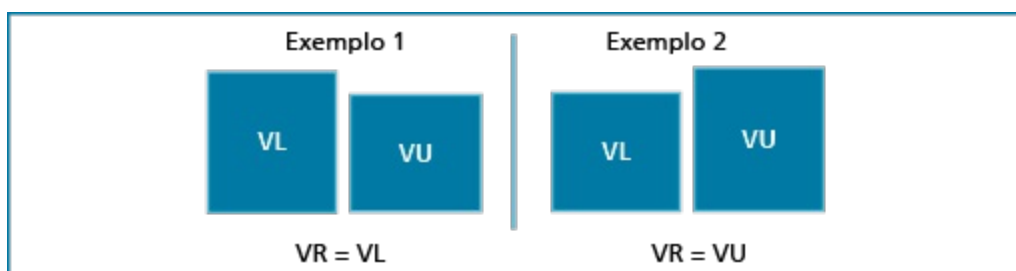 Exemplo 1
Exemplo 2
VL
VU
VL
VU
VR = VL
VR = VU